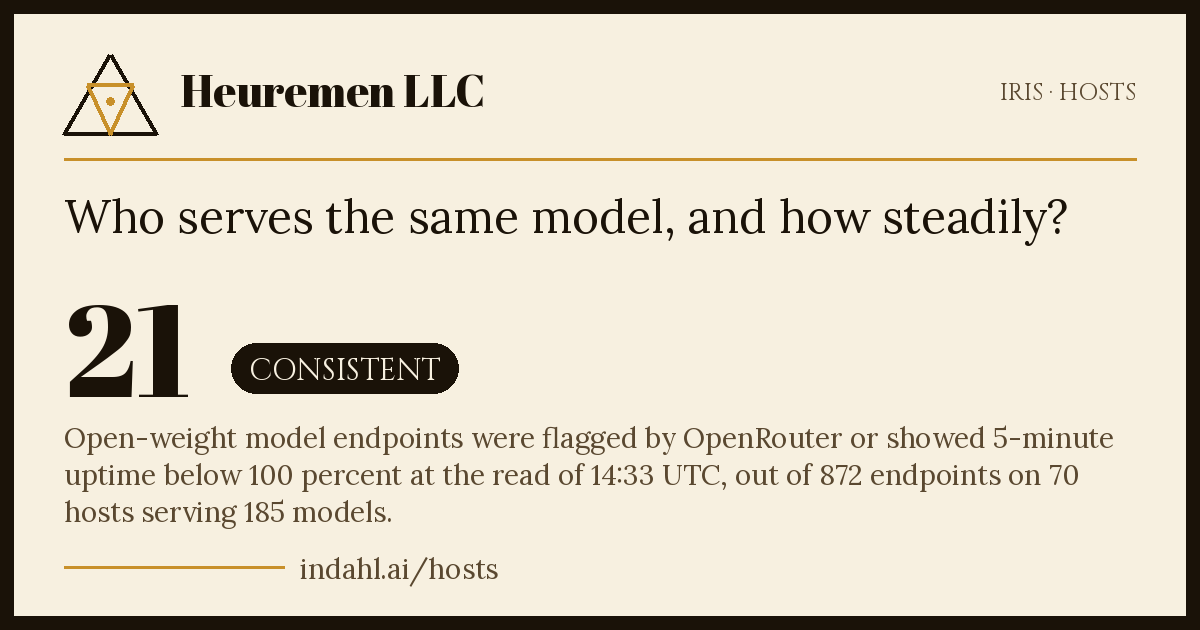 Heuremen LLC
IRIS · HOSTS
Who serves the same model, and how steadily?
21
CONSISTENT
Open-weight model endpoints were flagged by OpenRouter or showed 5-minute
uptime below 100 percent at the read of 14:33 UTC, out of 872 endpoints on 70
hosts serving 185 models.
indahl.ai/hosts